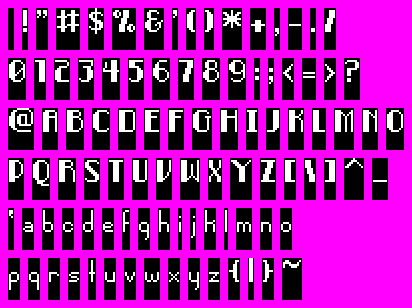 !"#$%&'()*+,-./
0123456789:;<=>?
@ABCDEFGHIJKLMNO
PQRSTUVWXYZ[\]^_
'abcdefghijklmno
pqrstuvwxyz{|}~